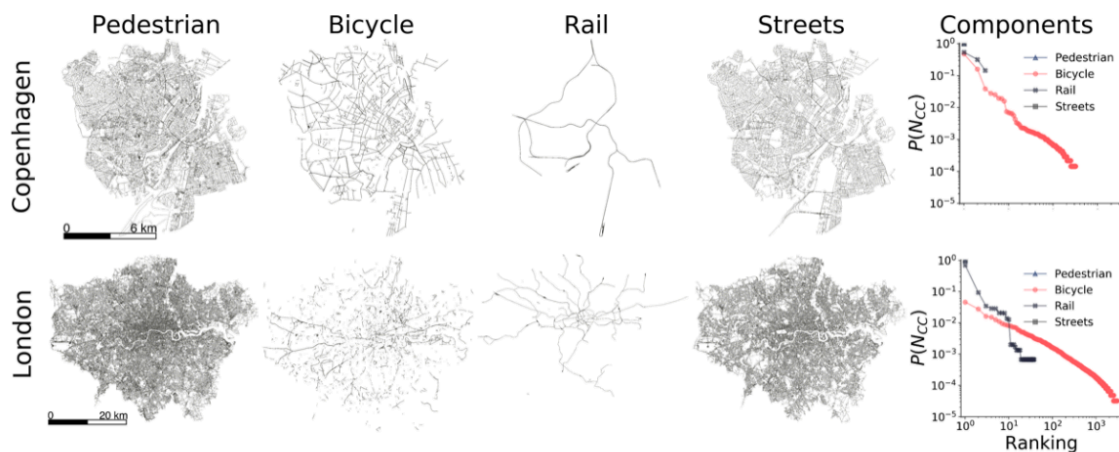 Pedestrian Bicycle Rail Streets Components
Copenhagen
0 6 km
P(N_CC)
10^0
10^-1
10^-2
10^-3
10^-4
10^-5
Pedestrian
Bicycle
Rail
Streets
London
0 20 km
P(N_CC)
10^0
10^-1
10^-2
10^-3
10^-4
10^-5
Pedestrian
Bicycle
Rail
Streets
10^0 10^1 10^2 10^3
Ranking